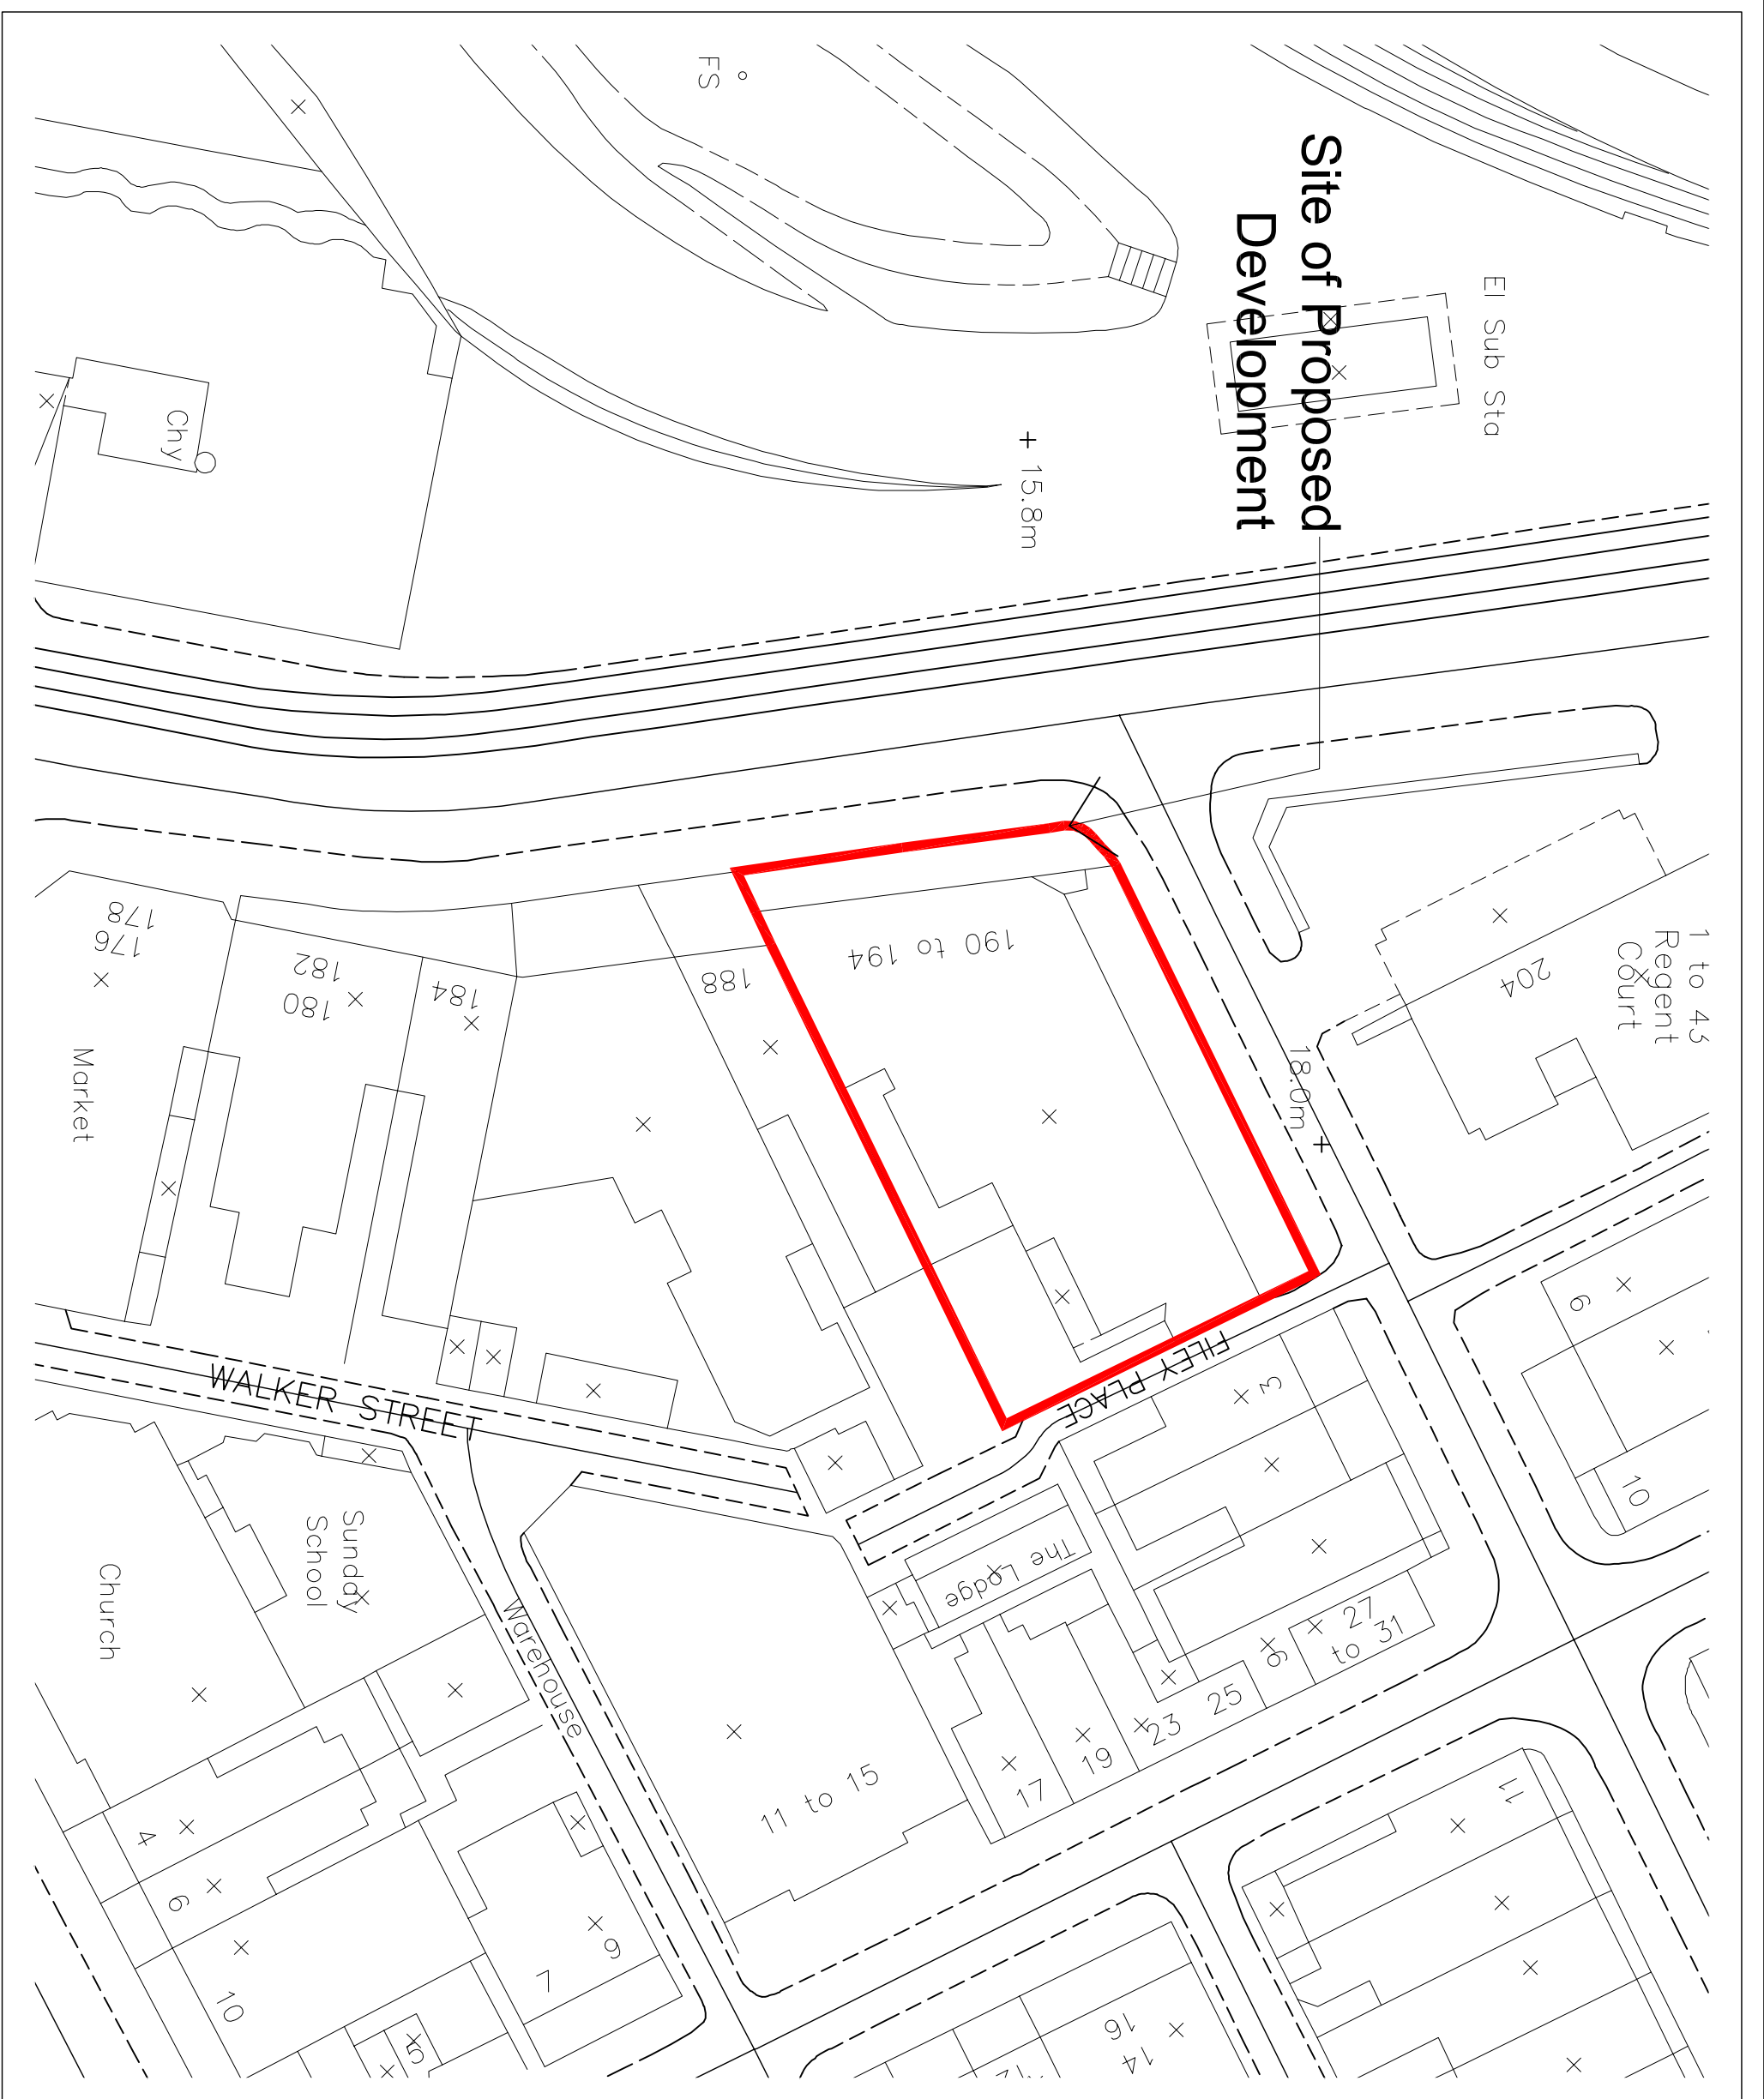 FS
Site of Proposed
Development
El Sub Sta
Chy
+ 15.8m
178
176
182
180
184
188
190 to 194
204
1 to 43
Regent
Court
18.0m +
Market
WALKER STREET
FILEY PLACE
Sunday
School
Church
Warehouse
The Lodge
3
6
10
27
to 31
9
25
23
19
17
11 to 15
11
4
6
10
7
9
5
16
14